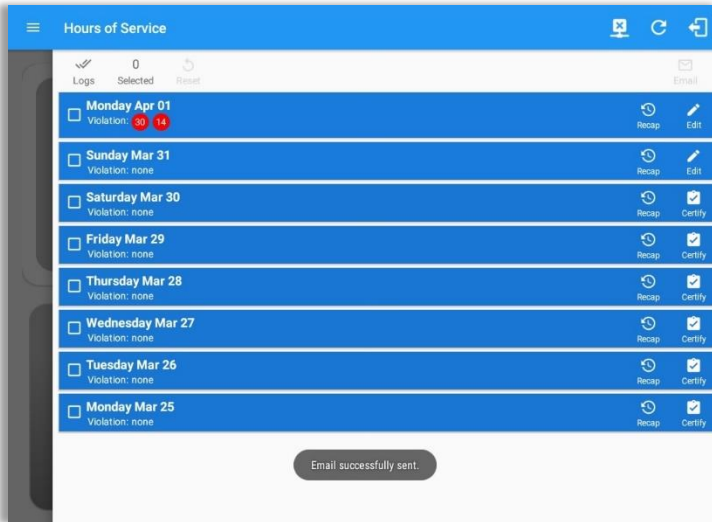 Hours of Service
0
Logs Selected Reset Email
Monday Apr 01
Violation: 30 14
Recap Edit
Sunday Mar 31
Violation: none
Recap Edit
Saturday Mar 30
Violation: none
Recap Certify
Friday Mar 29
Violation: none
Recap Certify
Thursday Mar 28
Violation: none
Recap Certify
Wednesday Mar 27
Violation: none
Recap Certify
Tuesday Mar 26
Violation: none
Recap Certify
Monday Mar 25
Violation: none
Recap Certify
Email successfully sent.